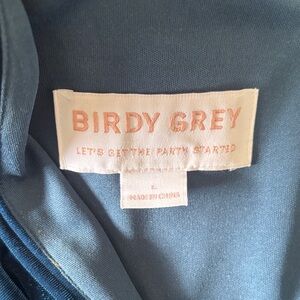 BIRDY GREY
LET'S GET THE PARTY STARTED
L
MADE IN CHINA